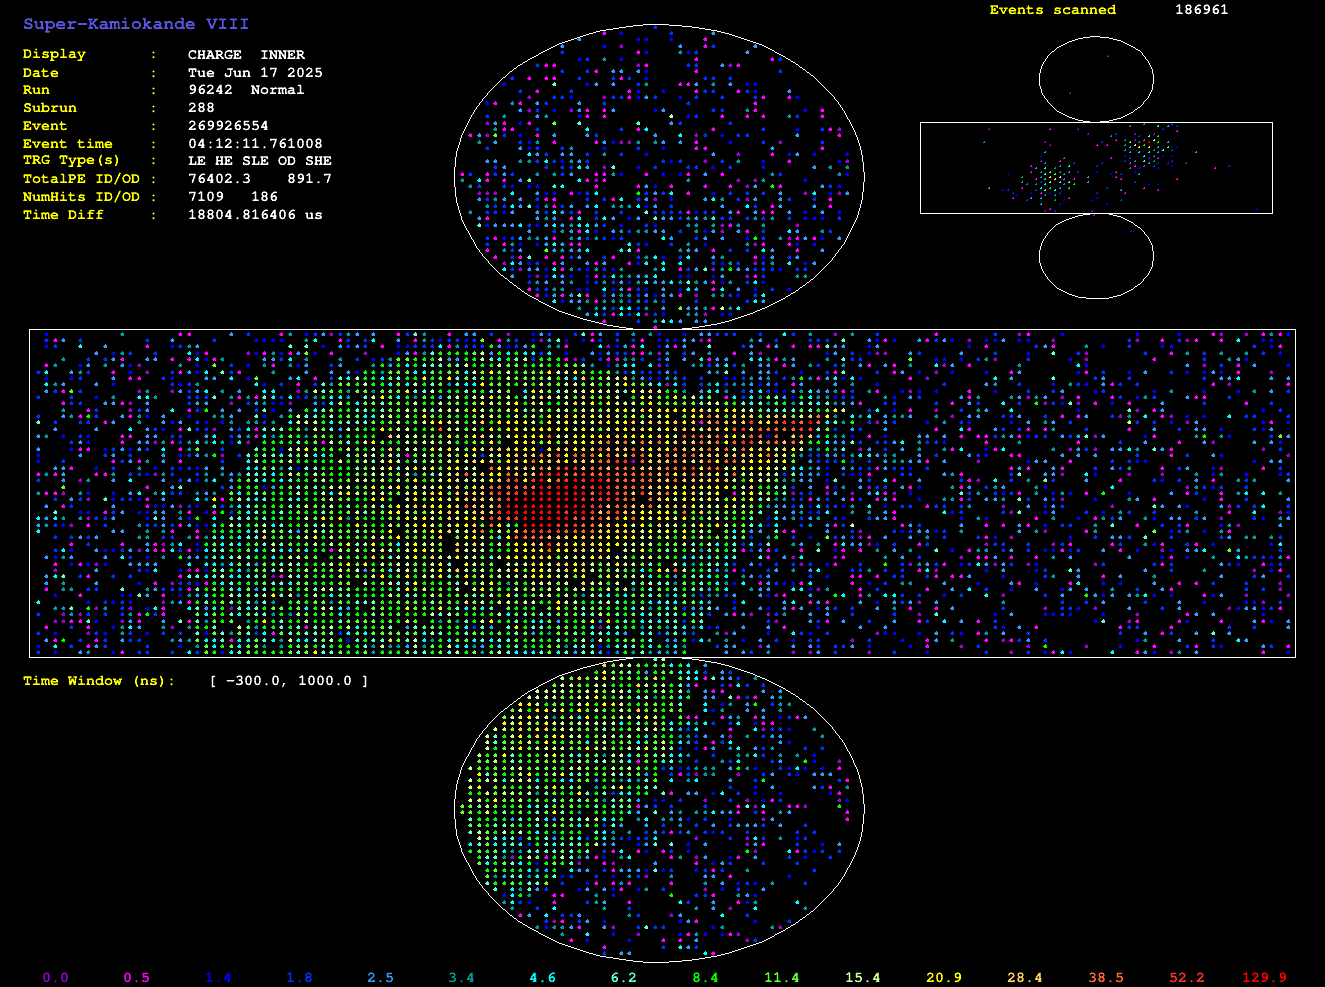 Super-Kamiokande VIII
Events scanned 186961
Display : CHARGE INNER
Date : Tue Jun 17 2025
Run : 96242 Normal
Subrun : 288
Event : 269926554
Event time : 04:12:11.761008
TRG Type(s) : LE HE SLE OD SHE
TotalPE ID/OD : 76402.3 891.7
NumHits ID/OD : 7109 186
Time Diff : 18804.816406 us
Time Window (ns): [ -300.0, 1000.0 ]
0.0 0.5 1.4 1.8 2.5 3.4 4.6 6.2 8.4 11.4 15.4 20.9 28.4 38.5 52.2 129.9